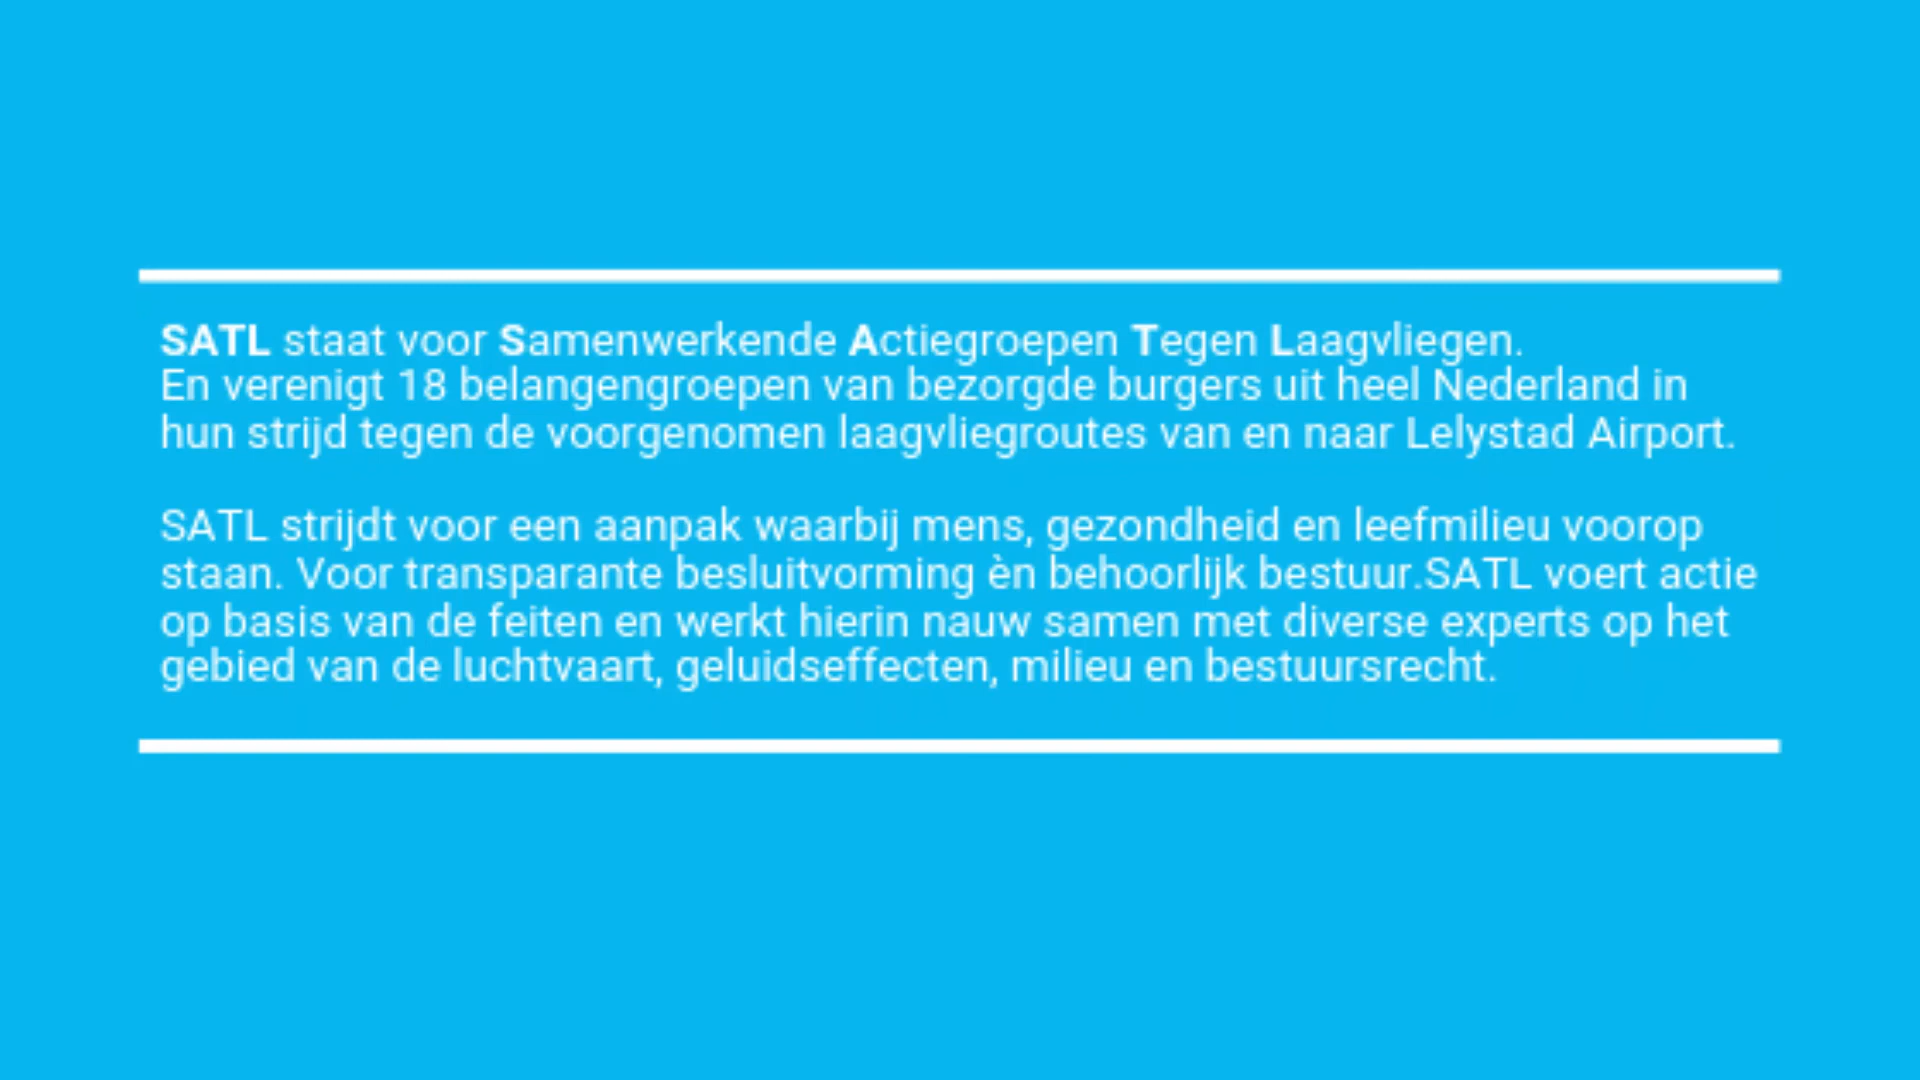 SATL staat voor Samenwerkende Actiegroepen Tegen Laagvliegen.
En verenigt 18 belangengroepen van bezorgde burgers uit heel Nederland in
hun strijd tegen de voorgenomen laagvliegroutes van en naar Lelystad Airport.
SATL strijdt voor een aanpak waarbij mens, gezondheid en leefmilieu voorop
staan. Voor transparante besluitvorming èn behoorlijk bestuur.SATL voert actie
op basis van de feiten en werkt hierin nauw samen met diverse experts op het
gebied van de luchtvaart, geluidseffecten, milieu en bestuursrecht.